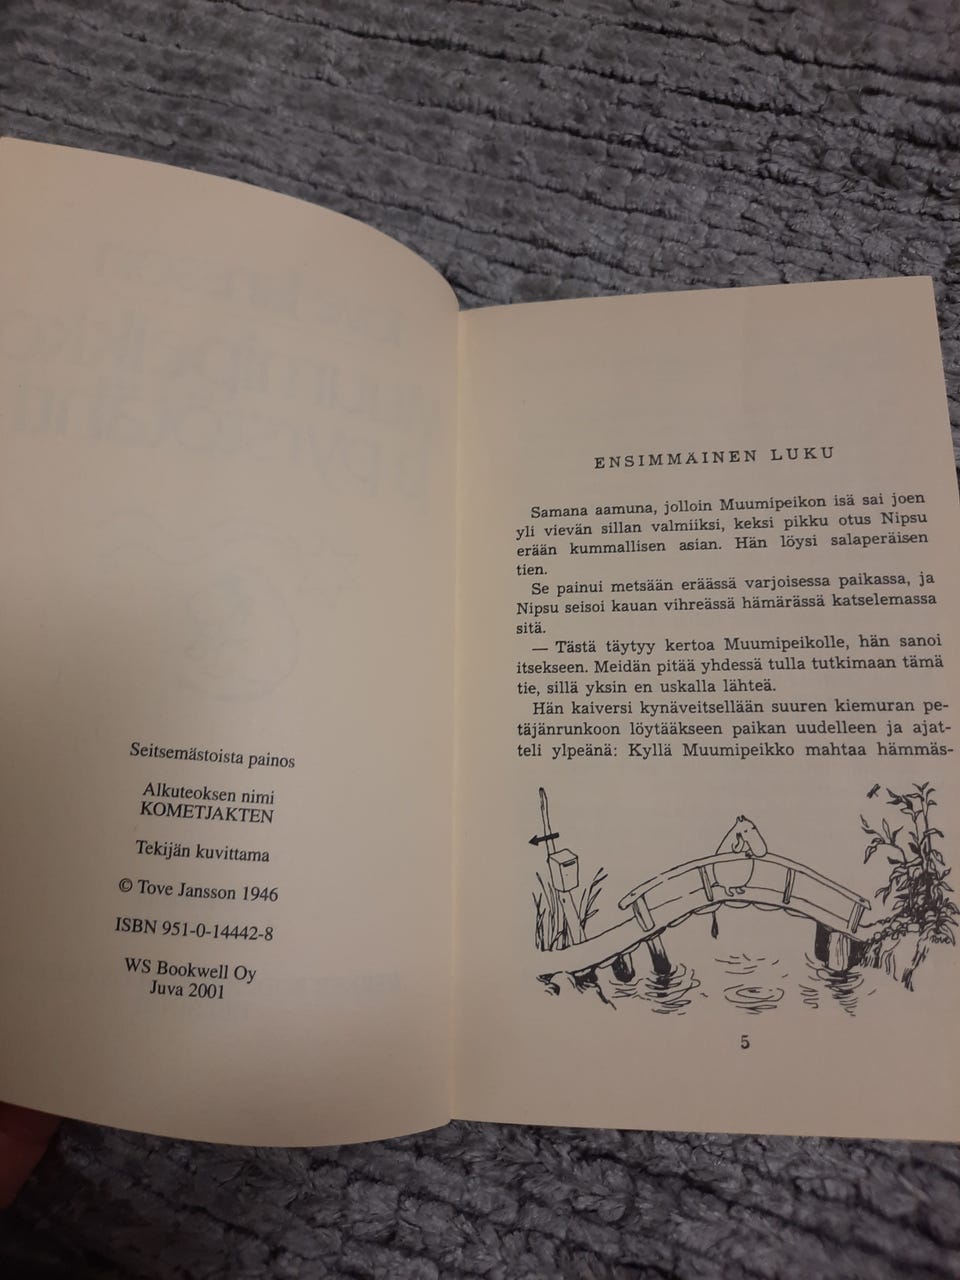 Seitsemästoista painos
Alkuteoksen nimi
KOMETJAKTEN
Tekijän kuvittama
© Tove Jansson 1946
ISBN 951-0-14442-8
WS Bookwell Oy
Juva 2001
ENSIMMÄINEN LUKU
Samana aamuna, jolloin Muumipeikon isä sai joen
yli vievän sillan valmiiksi, keksi pikku otus Nipsu
erään kummallisen asian. Hän löysi salaperäisen
tien.
Se painui metsään eräässä varjoisessa paikassa, ja
Nipsu seisoi kauan vihreässä hämärässä katselemassa
sitä.
— Tästä täytyy kertoa Muumipeikolle, hän sanoi
itsekseen. Meidän pitää yhdessä tulla tutkimaan tämä
tie, sillä yksin en uskalla lähteä.
Hän kaiversi kynäveitsellään suuren kiemuran pe-
täjänrunkoon löytääkseen paikan uudelleen ja ajat-
teli ylpeänä: Kyllä Muumipeikko mahtaa hämmäs-
Tove
5